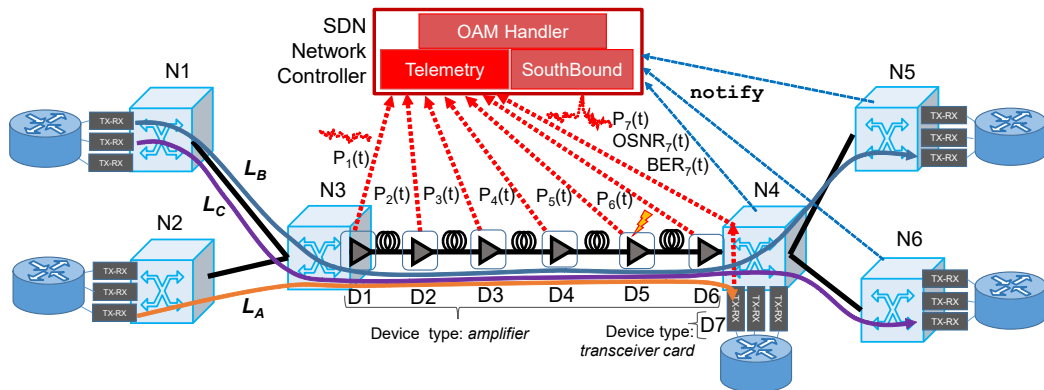 SDN
Network
Controller
OAM Handler
Telemetry
SouthBound
N1
N5
TX-RX
TX-RX
TX-RX
notify
TX-RX
TX-RX
TX-RX
P1(t)
P7(t)
OSNR7(t)
BER7(t)
LB
LC
N3
P2(t)
P3(t)
P4(t)
P5(t)
P6(t)
N4
N2
N6
TX-RX
TX-RX
TX-RX
LA
D1
D2
D3
D4
D5
D6
TX-RX
TX-RX
TX-RX
TX-RX
TX-RX
TX-RX
D7
Device type: amplifier
Device type:
transceiver card